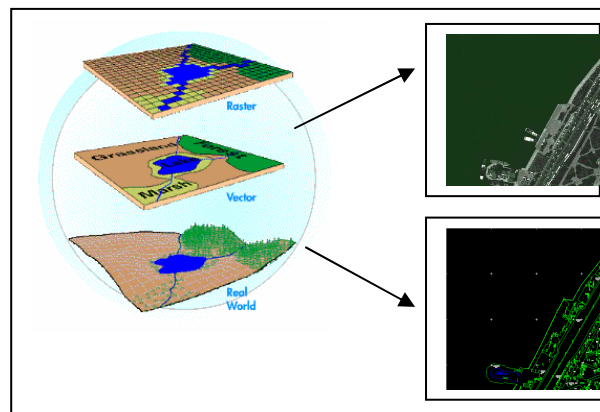 Raster
Grassland
Forest
Lake
Marsh
Vector
Real
World